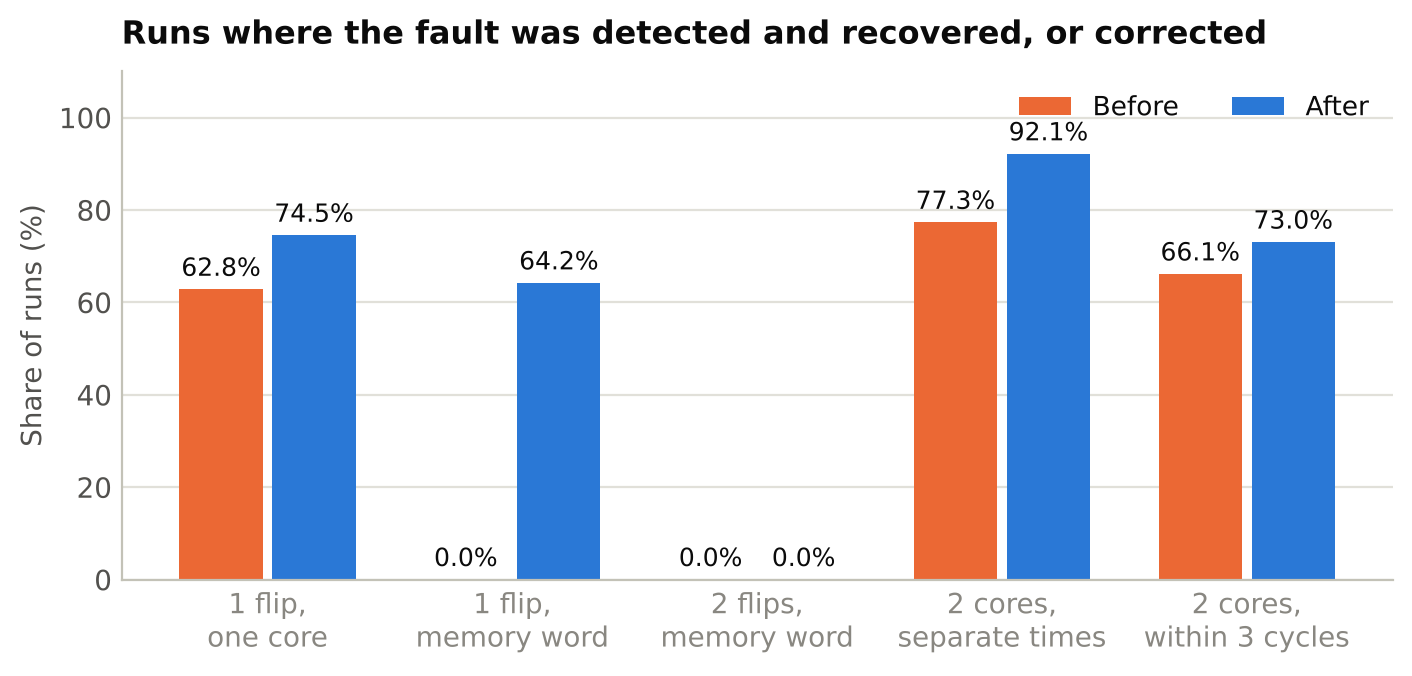 Runs where the fault was detected and recovered, or corrected
Before
After
Share of runs (%)
100
80
60
40
20
0
62.8%
74.5%
0.0%
64.2%
0.0%
0.0%
77.3%
92.1%
66.1%
73.0%
1 flip,
one core
1 flip,
memory word
2 flips,
memory word
2 cores,
separate times
2 cores,
within 3 cycles